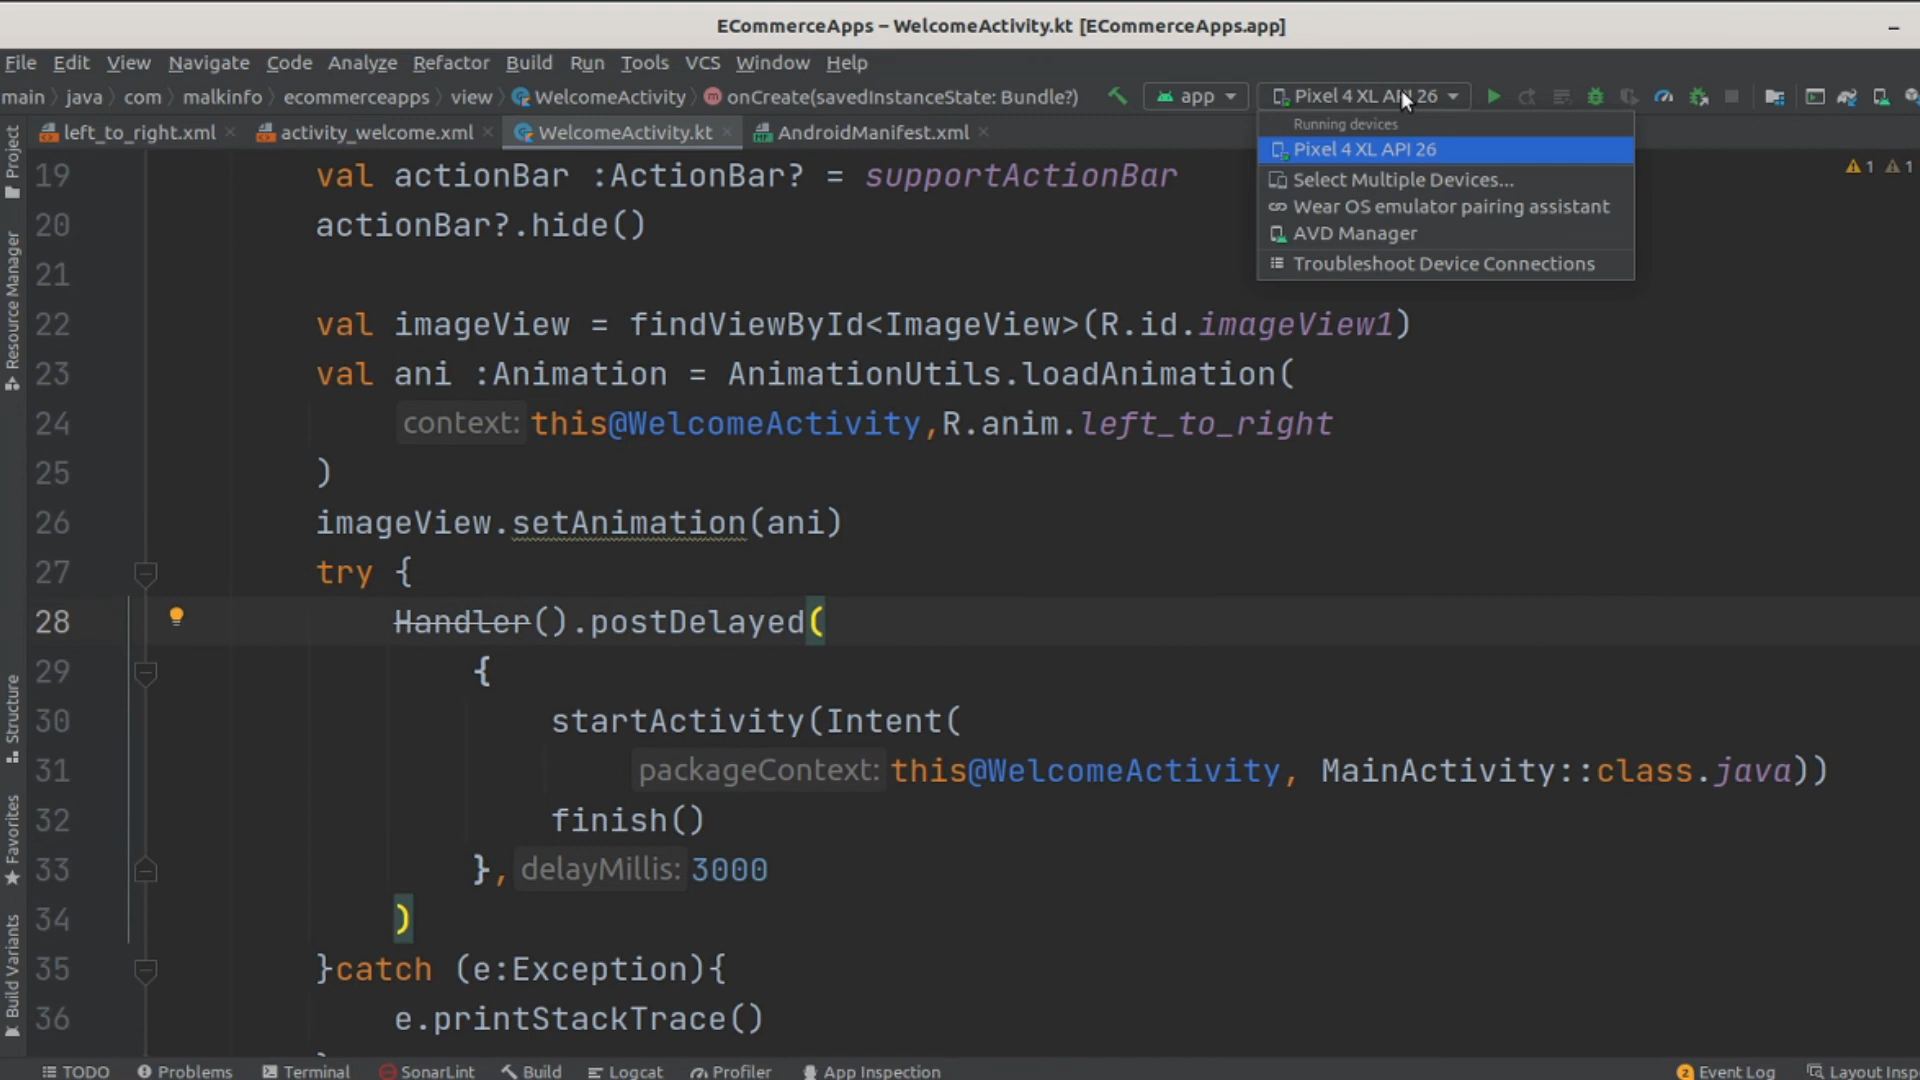 ECommerceApps – WelcomeActivity.kt [ECommerceApps.app]
File Edit View Navigate Code Analyze Refactor Build Run Tools VCS Window Help
main java com malkinfo ecommerceapps view WelcomeActivity onCreate(savedInstanceState: Bundle?) app Pixel 4 XL API 26
left_to_right.xml activity_welcome.xml WelcomeActivity.kt AndroidManifest.xml
Running devices
Pixel 4 XL API 26
Select Multiple Devices...
Wear OS emulator pairing assistant
AVD Manager
Troubleshoot Device Connections
1 1
Project
Resource Manager
Structure
Favorites
Build Variants
19 val actionBar :ActionBar? = supportActionBar
20 actionBar?.hide()
21
22 val imageView = findViewById<ImageView>(R.id.imageView1)
23 val ani :Animation = AnimationUtils.loadAnimation(
24 context: this@WelcomeActivity,R.anim.left_to_right
25 )
26 imageView.setAnimation(ani)
27 try {
28 Handler().postDelayed(
29 {
30 startActivity(Intent(
31 packageContext: this@WelcomeActivity, MainActivity::class.java))
32 finish()
33 }, delayMillis: 3000
34 )
35 }catch (e:Exception){
36 e.printStackTrace()
TODO Problems Terminal SonarLint Build Logcat Profiler App Inspection 2 Event Log Layout Insp